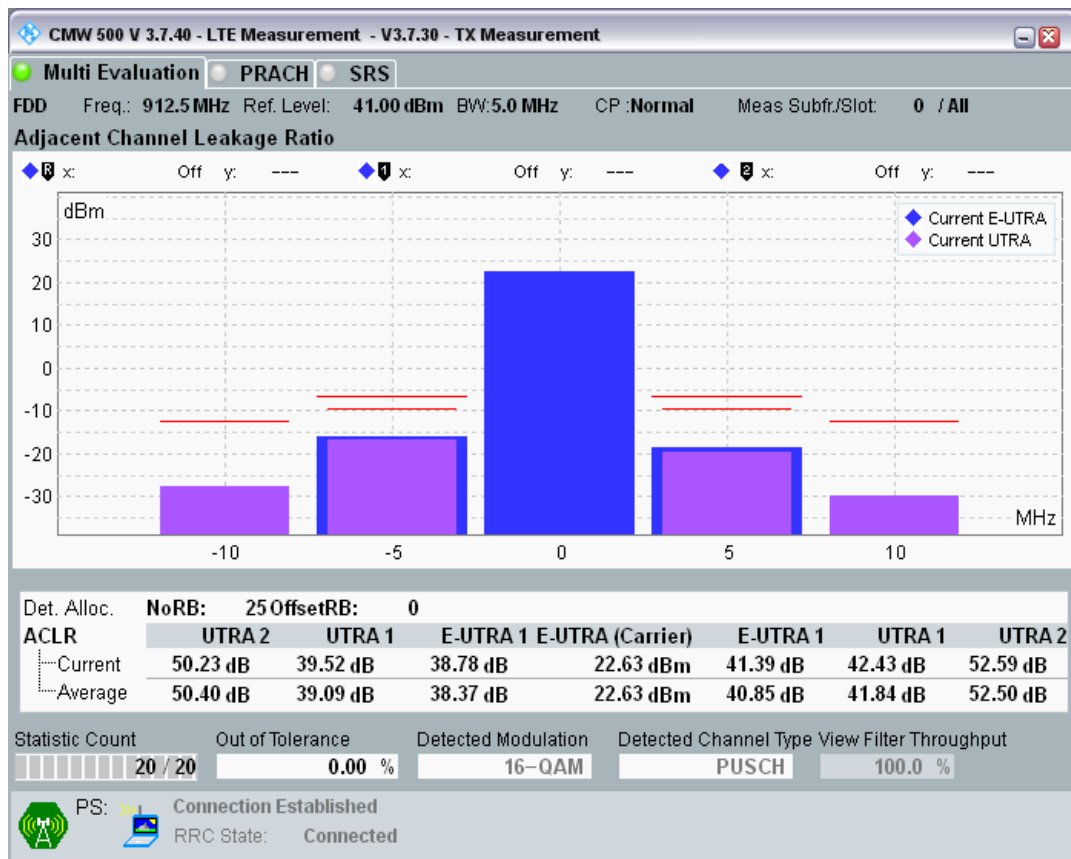 CMW 500 V 3.7.40 - LTE Measurement - V3.7.30 - TX Measurement
Multi Evaluation PRACH SRS
FDD Freq.: 912.5 MHz Ref. Level: 41.00 dBm BW:5.0 MHz CP :Normal Meas Subfr./Slot: 0 / All
Adjacent Channel Leakage Ratio
R x: Off y: --- 1 x: Off y: --- 2 x: Off y: ---
dBm
Current E-UTRA
Current UTRA
30
20
10
0
-10
-20
-30
MHz
-10 -5 0 5 10
Det. Alloc. NoRB: 25 OffsetRB: 0
ACLR UTRA 2 UTRA 1 E-UTRA 1 E-UTRA (Carrier) E-UTRA 1 UTRA 1 UTRA 2
Current 50.23 dB 39.52 dB 38.78 dB 22.63 dBm 41.39 dB 42.43 dB 52.59 dB
Average 50.40 dB 39.09 dB 38.37 dB 22.63 dBm 40.85 dB 41.84 dB 52.50 dB
Statistic Count Out of Tolerance Detected Modulation Detected Channel Type View Filter Throughput
20 / 20 0.00 % 16-QAM PUSCH 100.0 %
PS: Connection Established
RRC State: Connected